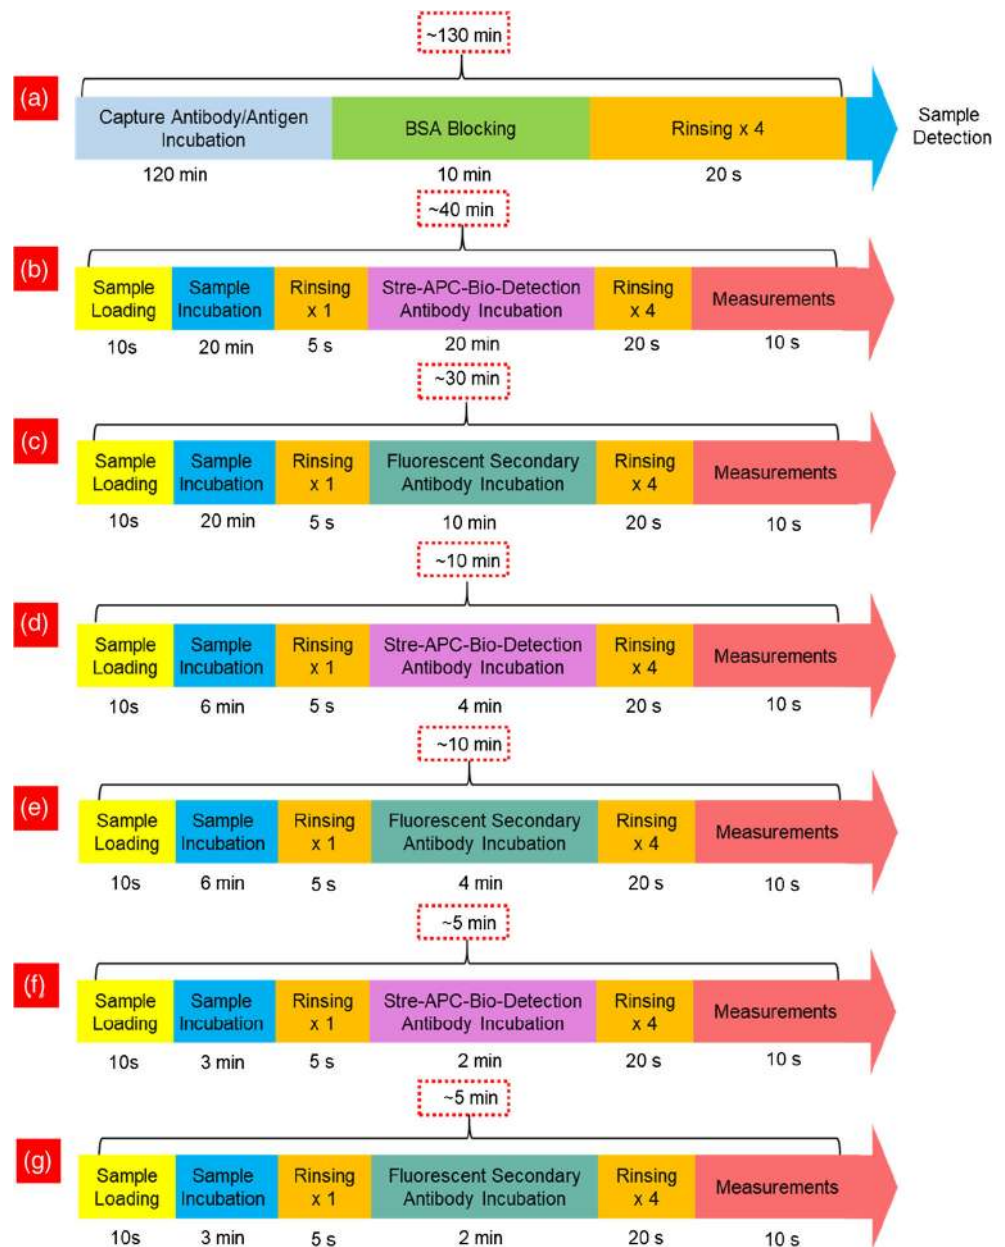 ~130 min
(a)
Capture Antibody/Antigen
Incubation
BSA Blocking
Rinsing x 4
Sample
Detection
120 min
10 min
20 s
~40 min
(b)
Sample
Loading
Sample
Incubation
Rinsing
x 1
Stre-APC-Bio-Detection
Antibody Incubation
Rinsing
x 4
Measurements
10s
20 min
5 s
20 min
20 s
10 s
~30 min
(c)
Sample
Loading
Sample
Incubation
Rinsing
x 1
Fluorescent Secondary
Antibody Incubation
Rinsing
x 4
Measurements
10s
20 min
5 s
10 min
20 s
10 s
~10 min
(d)
Sample
Loading
Sample
Incubation
Rinsing
x 1
Stre-APC-Bio-Detection
Antibody Incubation
Rinsing
x 4
Measurements
10s
6 min
5 s
4 min
20 s
10 s
~10 min
(e)
Sample
Loading
Sample
Incubation
Rinsing
x 1
Fluorescent Secondary
Antibody Incubation
Rinsing
x 4
Measurements
10s
6 min
5 s
4 min
20 s
10 s
~5 min
(f)
Sample
Loading
Sample
Incubation
Rinsing
x 1
Stre-APC-Bio-Detection
Antibody Incubation
Rinsing
x 4
Measurements
10s
3 min
5 s
2 min
20 s
10 s
~5 min
(g)
Sample
Loading
Sample
Incubation
Rinsing
x 1
Fluorescent Secondary
Antibody Incubation
Rinsing
x 4
Measurements
10s
3 min
5 s
2 min
20 s
10 s